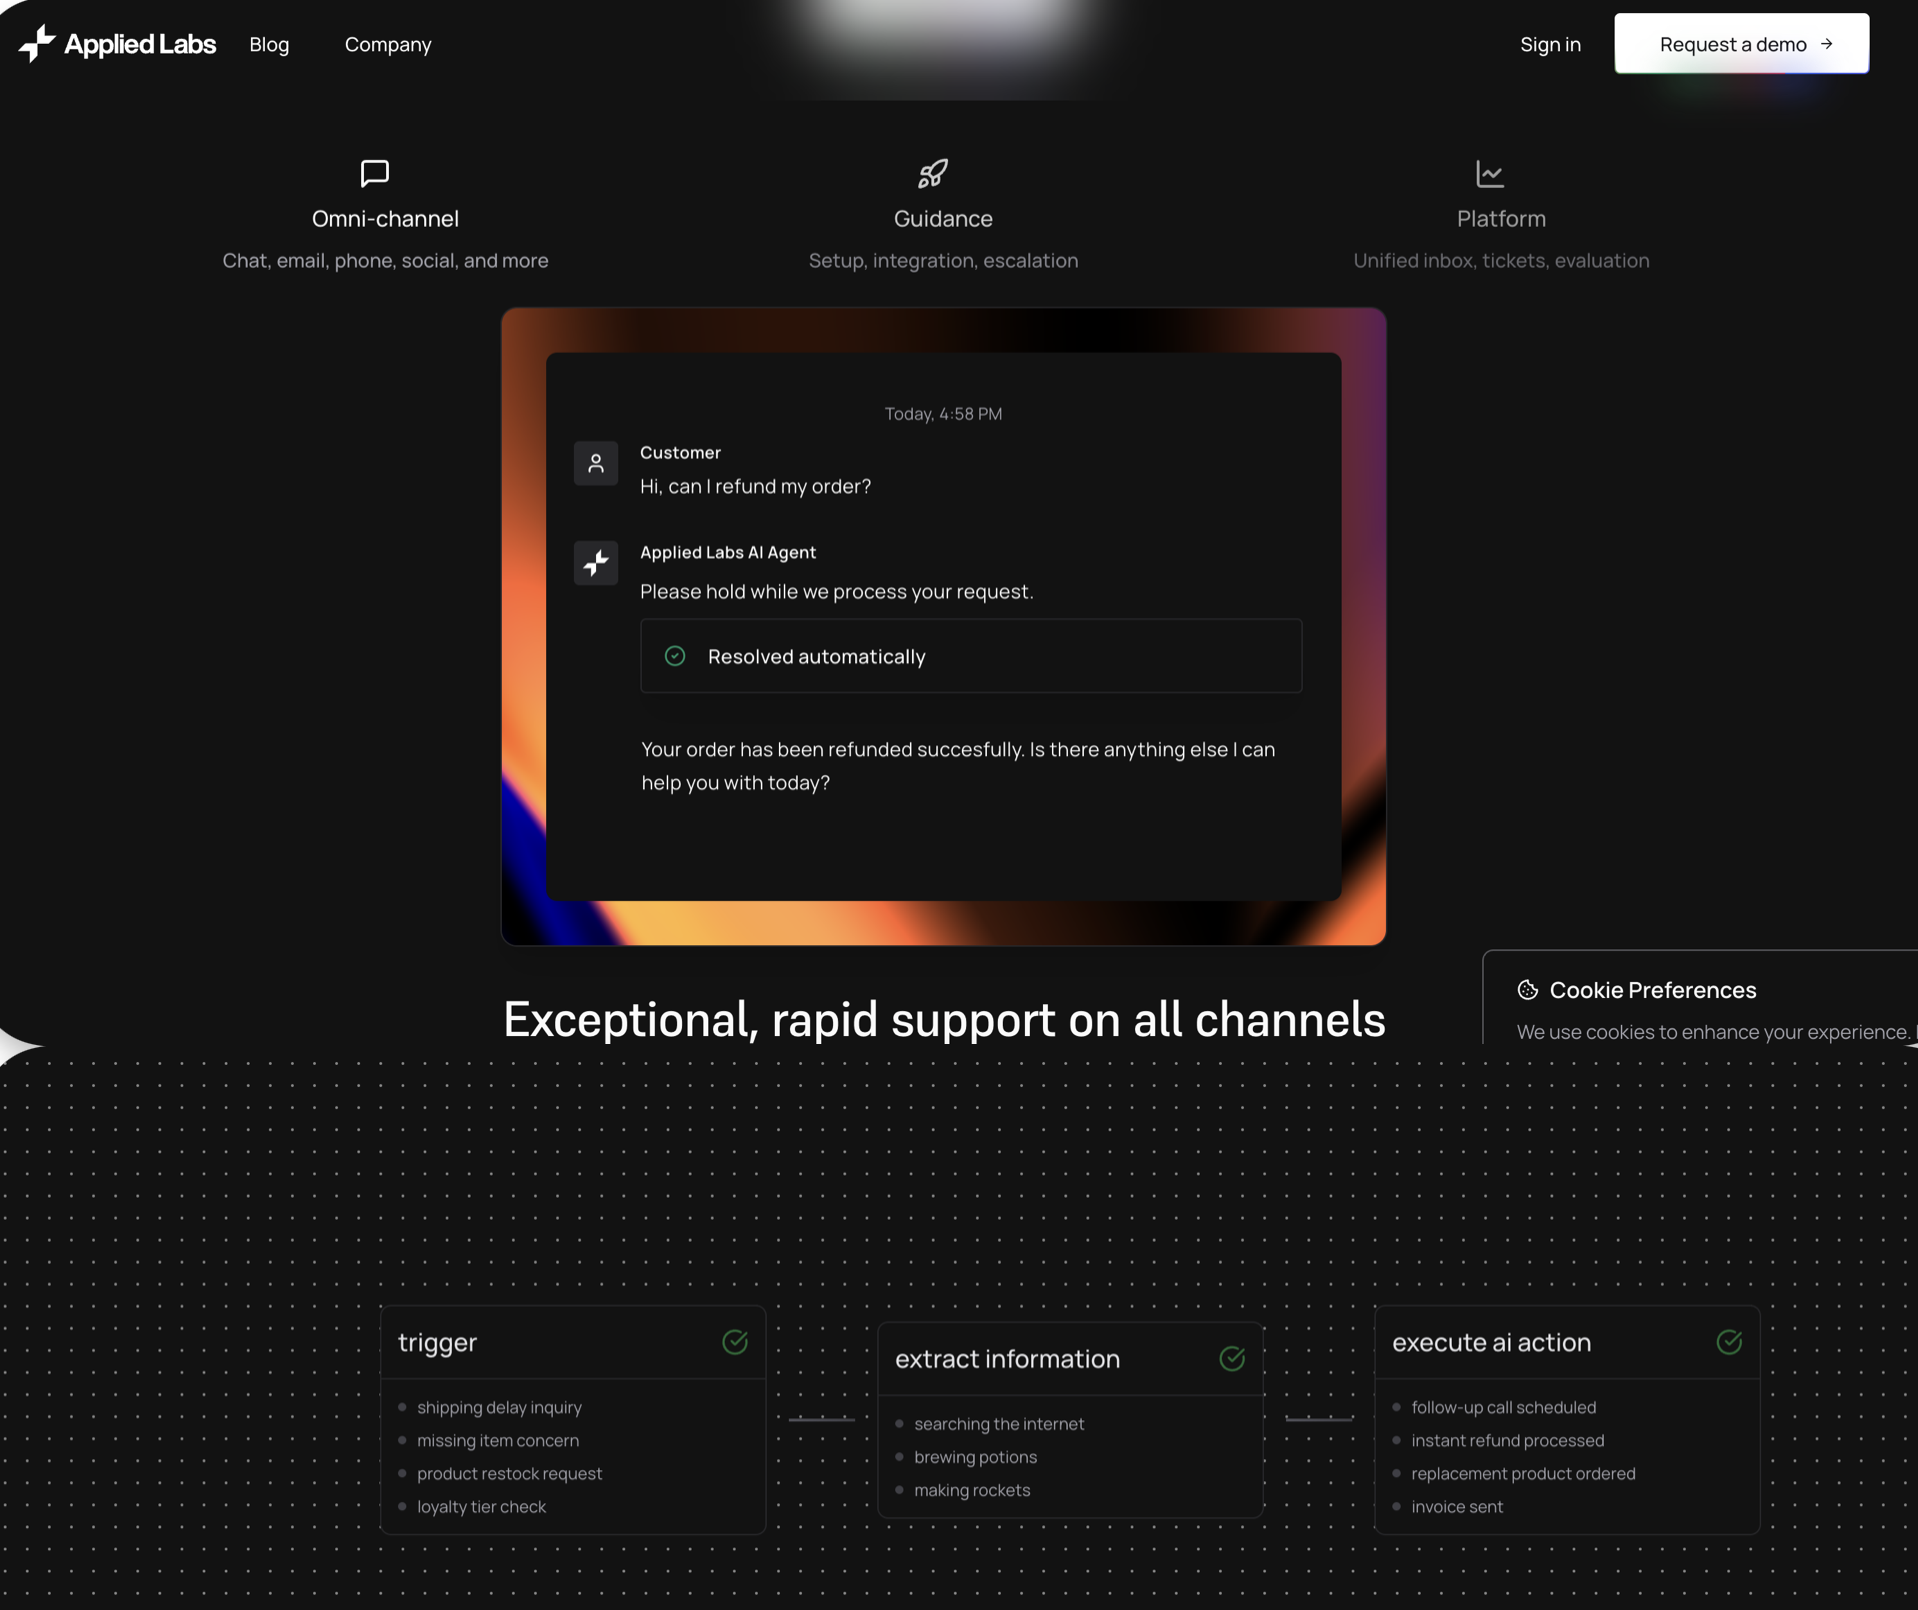 Applied Labs Blog Company Sign in Request a demo →
Omni-channel
Chat, email, phone, social, and more
Guidance
Setup, integration, escalation
Platform
Unified inbox, tickets, evaluation
Today, 4:58 PM
Customer
Hi, can I refund my order?
Applied Labs AI Agent
Please hold while we process your request.
Resolved automatically
Your order has been refunded succesfully. Is there anything else I can
help you with today?
Exceptional, rapid support on all channels
Cookie Preferences
We use cookies to enhance your experience.
trigger
shipping delay inquiry
missing item concern
product restock request
loyalty tier check
extract information
searching the internet
brewing potions
making rockets
execute ai action
follow-up call scheduled
instant refund processed
replacement product ordered
invoice sent